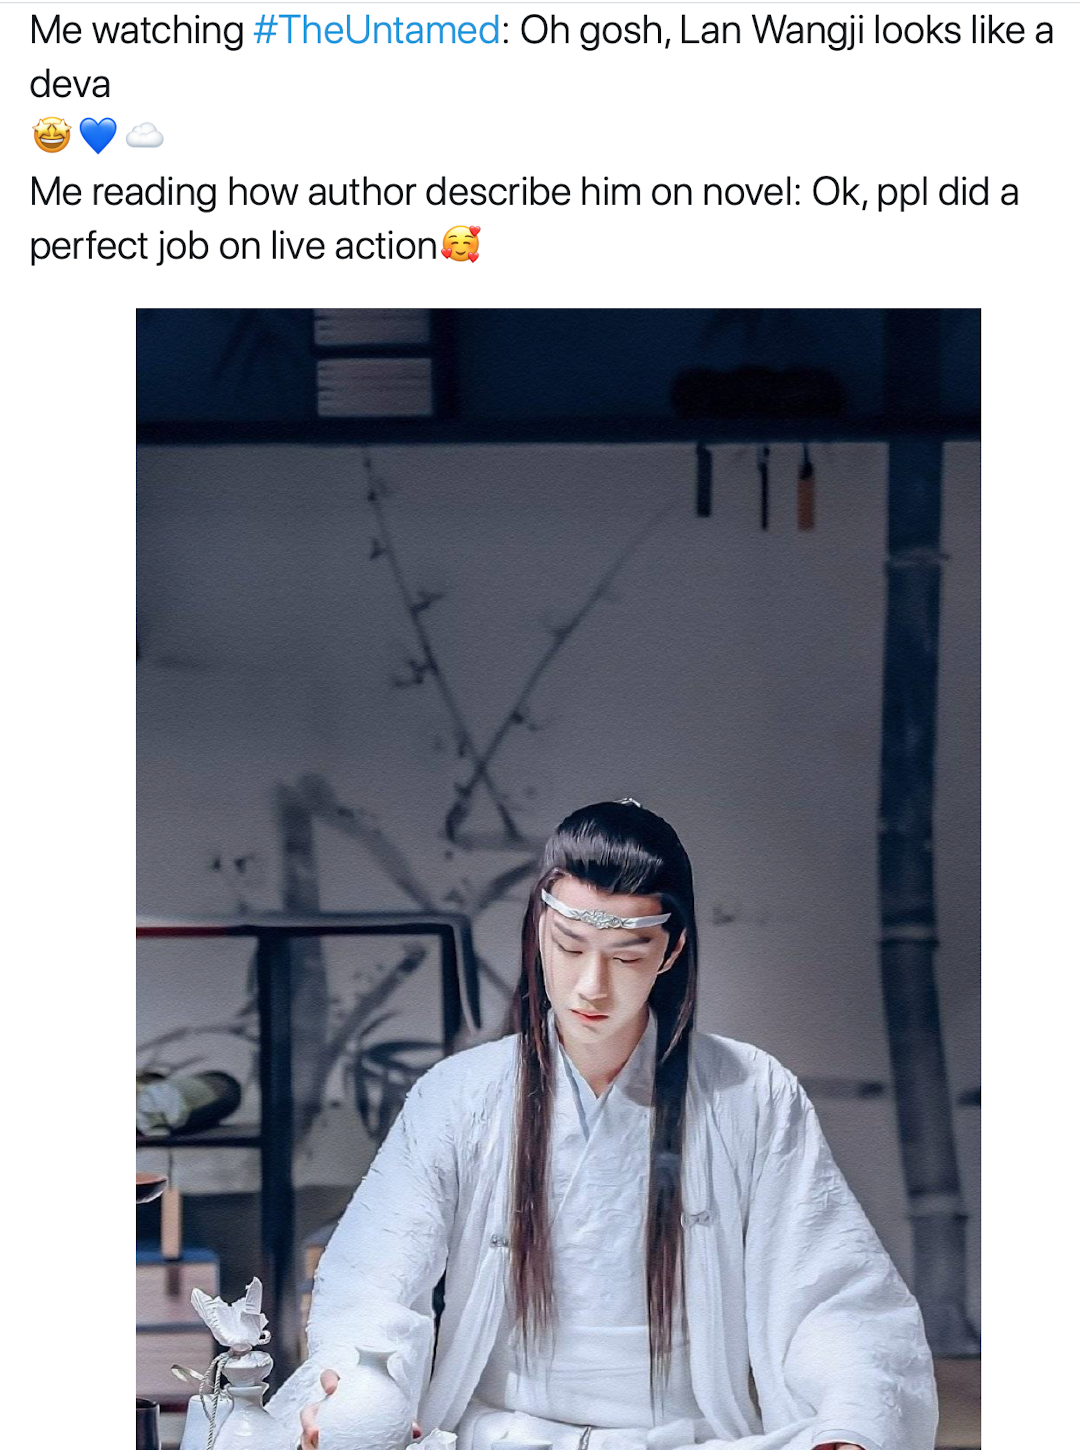 Me watching #TheUntamed: Oh gosh, Lan Wangji looks like a
deva
🤩💙☁️
Me reading how author describe him on novel: Ok, ppl did a
perfect job on live action🥰